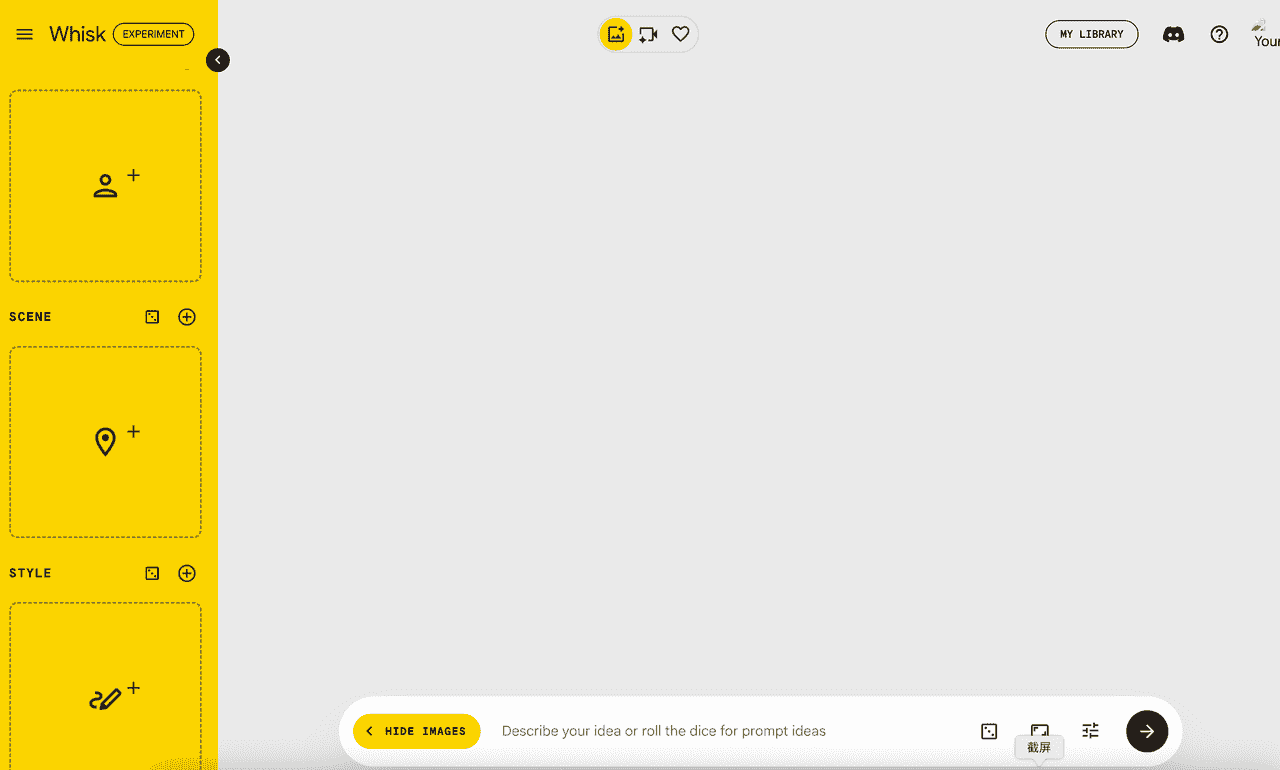 Whisk EXPERIMENT
MY LIBRARY
Your
SCENE
STYLE
HIDE IMAGES
Describe your idea or roll the dice for prompt ideas
截屏